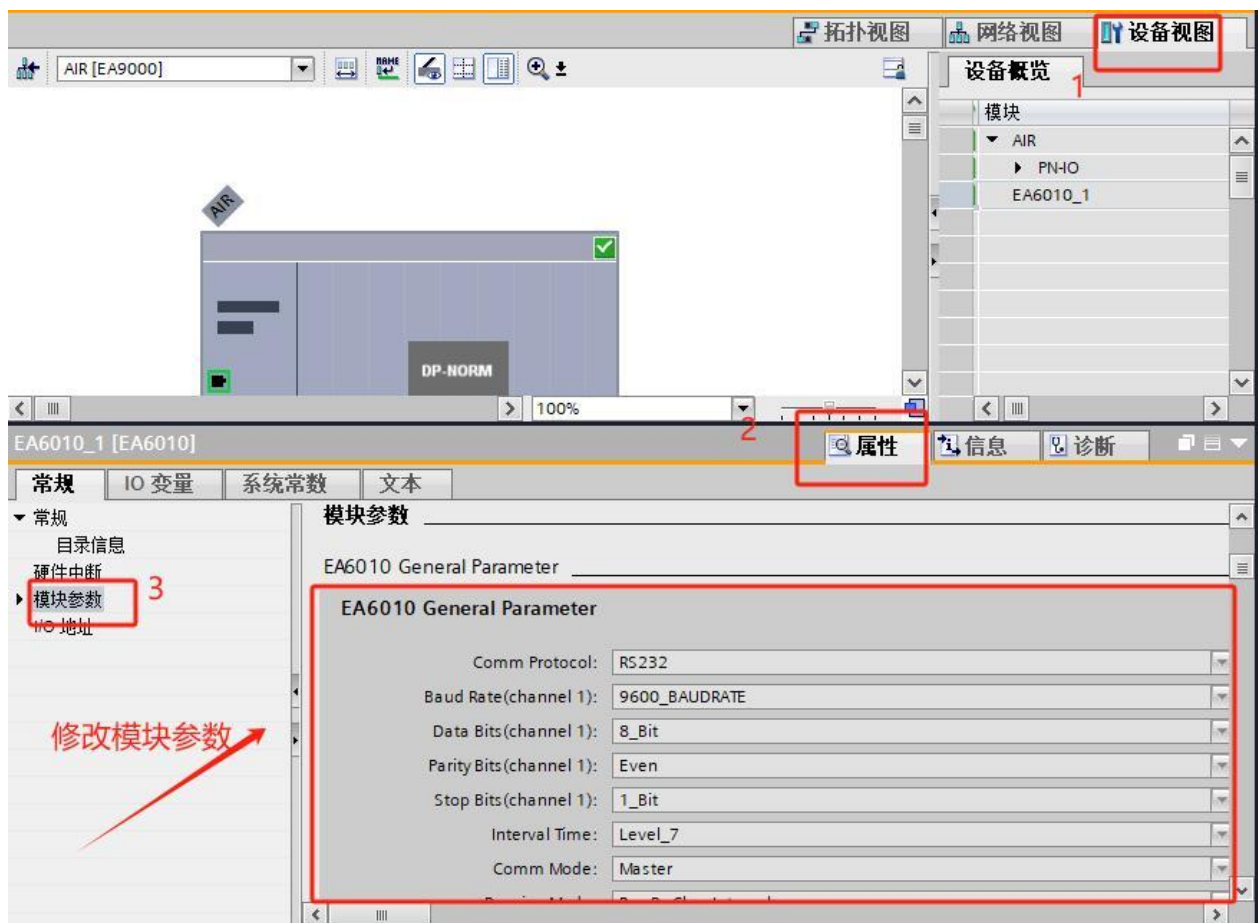 拓扑视图 网络视图 设备视图
AIR [EA9000]
设备概览
1
模块
AIR
PN-IO
EA6010_1
AIR
DP-NORM
100%
2
EA6010_1 [EA6010]
属性 信息 诊断
常规 IO 变量 系统常数 文本
常规
目录信息
硬件中断
模块参数
3
I/O 地址
修改模块参数
模块参数
EA6010 General Parameter
EA6010 General Parameter
Comm Protocol: RS232
Baud Rate(channel 1): 9600_BAUDRATE
Data Bits(channel 1): 8_Bit
Parity Bits(channel 1): Even
Stop Bits(channel 1): 1_Bit
Interval Time: Level_7
Comm Mode: Master